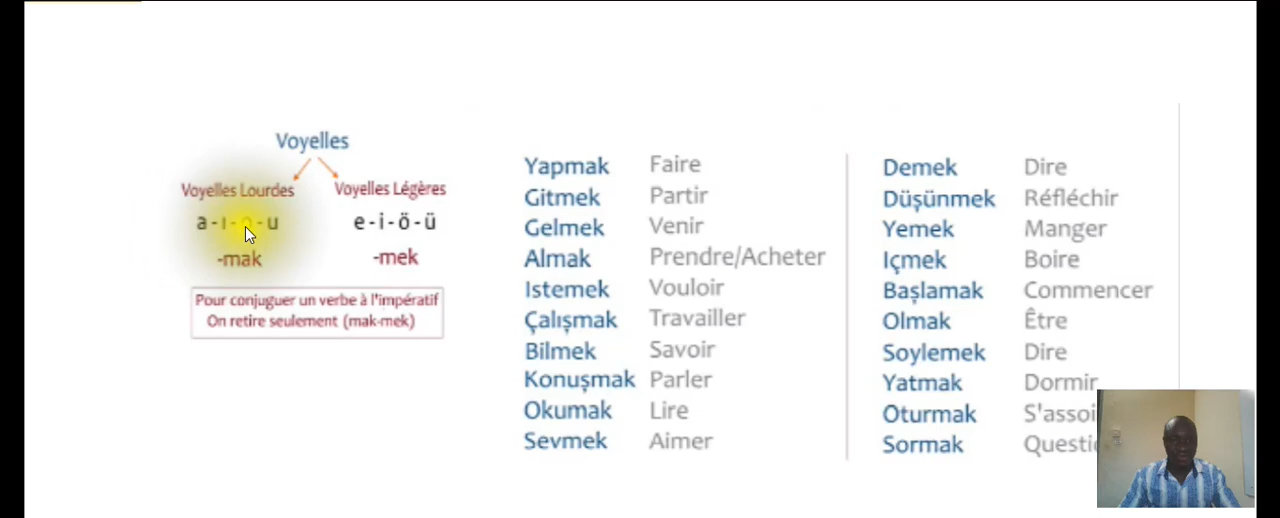 Voyelles
Voyelles Lourdes
Voyelles Légères
a - ı - o - u
e - i - ö - ü
-mak
-mek
Pour conjuguer un verbe à l'impératif
On retire seulement (mak-mek)
Yapmak Faire
Gitmek Partir
Gelmek Venir
Almak Prendre/Acheter
Istemek Vouloir
Çalışmak Travailler
Bilmek Savoir
Konuşmak Parler
Okumak Lire
Sevmek Aimer
Demek Dire
Düşünmek Réfléchir
Yemek Manger
Içmek Boire
Başlamak Commencer
Olmak Être
Soylemek Dire
Yatmak Dormir
Oturmak
Sormak